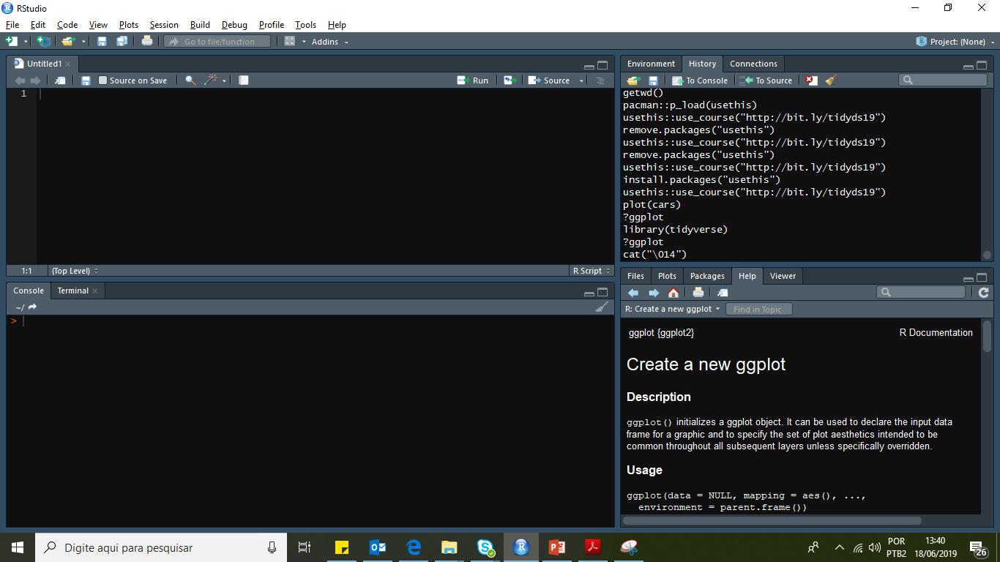 RStudio
File Edit Code View Plots Session Build Debug Profile Tools Help
Go to file/function Addins Project: (None)
Untitled1
Source on Save Run Source
1
1:1 (Top Level) R Script
Console Terminal
~/
>
Environment History Connections
To Console To Source
getwd()
pacman::p_load(usethis)
usethis::use_course("http://bit.ly/tidyds19")
remove.packages("usethis")
usethis::use_course("http://bit.ly/tidyds19")
remove.packages("usethis")
usethis::use_course("http://bit.ly/tidyds19")
install.packages("usethis")
usethis::use_course("http://bit.ly/tidyds19")
plot(cars)
?ggplot
library(tidyverse)
?ggplot
cat("\014")
Files Plots Packages Help Viewer
R: Create a new ggplot Find in Topic
ggplot {ggplot2} R Documentation
Create a new ggplot
Description
ggplot() initializes a ggplot object. It can be used to declare the input data
frame for a graphic and to specify the set of plot aesthetics intended to be
common throughout all subsequent layers unless specifically overridden.
Usage
ggplot(data = NULL, mapping = aes(), ...,
environment = parent.frame())
Digite aqui para pesquisar
POR 13:40
PTB2 18/06/2019 26